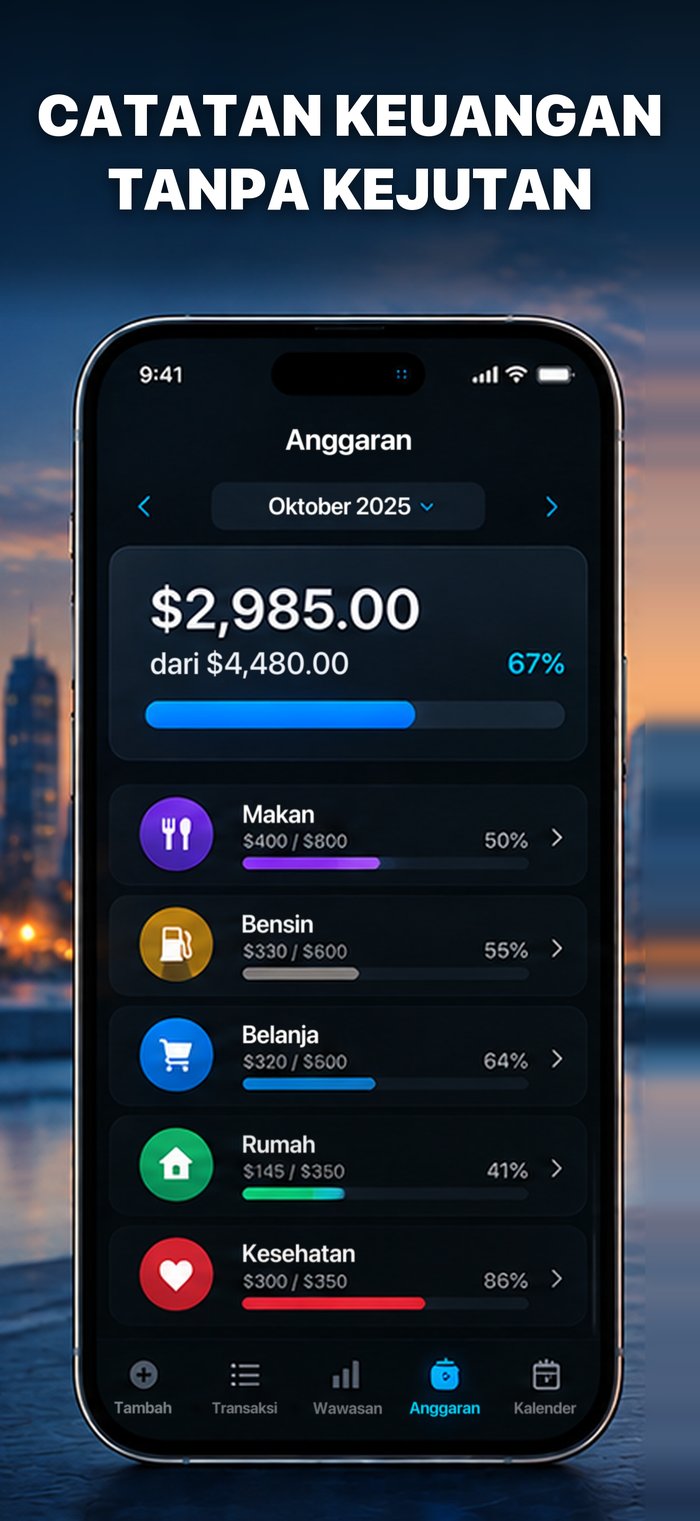 CATATAN KEUANGAN
TANPA KEJUTAN
9:41
Anggaran
Oktober 2025
$2,985.00
dari $4,480.00
67%
Makan
$400 / $800
50%
Bensin
$330 / $600
55%
Belanja
$320 / $600
64%
Rumah
$145 / $350
41%
Kesehatan
$300 / $350
86%
Tambah
Transaksi
Wawasan
Anggaran
Kalender